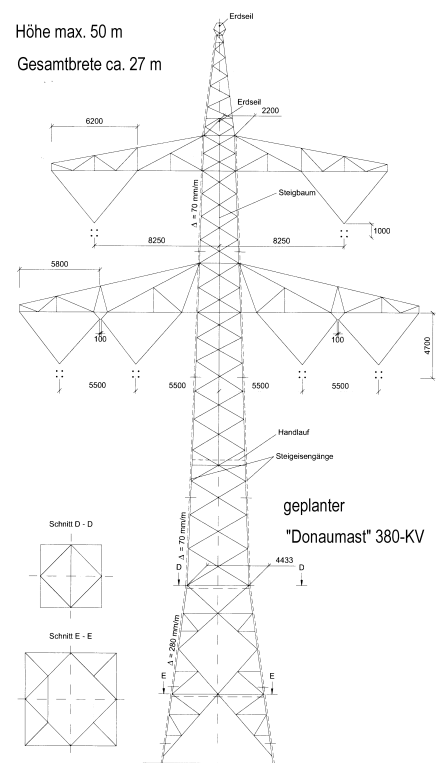 Erdseil
Höhe max. 50 m
Gesamtbrete ca. 27 m
Erdseil
6200
2200
Steigbaum
Δ = 70 mm/m
1000
8250
8250
5800
100
100
4700
5500
5500
5500
5500
Handlauf
Steigeisengänge
geplanter
"Donaumast" 380-KV
Schnitt D - D
Δ = 70 mm/m
4433
D
D
Schnitt E - E
Δ = 280 mm/m
E
E